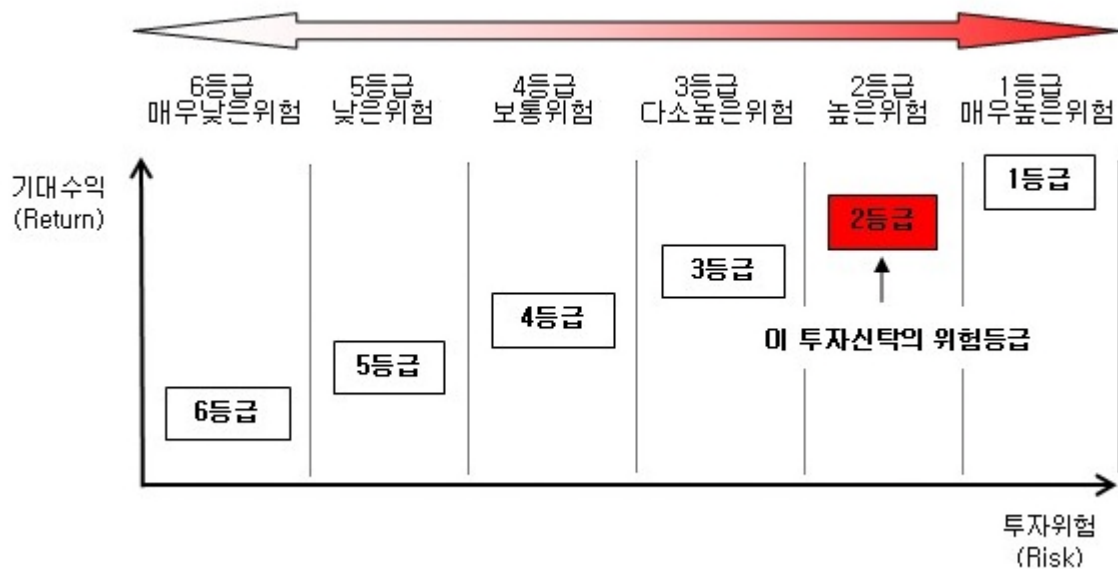 6등급
매우낮은위험
5등급
낮은위험
4등급
보통위험
3등급
다소높은위험
2등급
높은위험
1등급
매우높은위험
기대수익
(Return)
1등급
2등급
3등급
4등급
이 투자신탁의 위험등급
5등급
6등급
투자위험
(Risk)